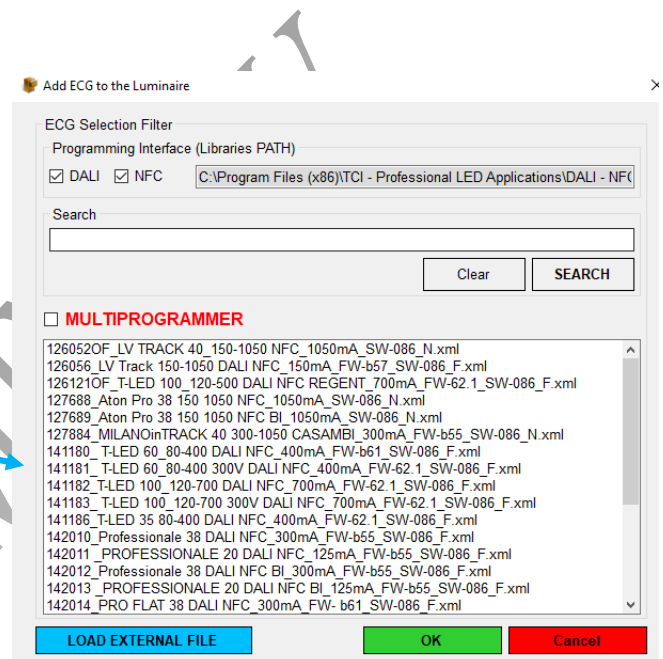 Add ECG to the Luminaire
ECG Selection Filter
Programming Interface (Libraries PATH)
DALI NFC C:\Program Files (x86)\TCI - Professional LED Applications\DALI - NF(
Search
Clear SEARCH
MULTIPROGRAMMER
126052OF_LV TRACK 40_150-1050 NFC_1050mA_SW-086_N.xml
126056_LV Track 150-1050 DALI NFC_150mA_FW-b57_SW-086_F.xml
126121OF_T-LED 100_120-500 DALI NFC REGENT_700mA_FW-62.1_SW-086_F.xml
127688_Aton Pro 38 150 1050 NFC_1050mA_SW-086_N.xml
127689_Aton Pro 38 150 1050 NFC BI_1050mA_SW-086_N.xml
127884_MILANOinTRACK 40 300-1050 CASAMBI_300mA_FW-b55_SW-086_N.xml
141180_ T-LED 60_80-400 DALI NFC_400mA_FW-b61_SW-086_F.xml
141181_ T-LED 60_80-400 300V DALI NFC_400mA_FW-62.1_SW-086_F.xml
141182_T-LED 100_120-700 DALI NFC_700mA_FW-62.1_SW-086_F.xml
141183_ T-LED 100_120-700 300V DALI NFC_700mA_FW-62.1_SW-086_F.xml
141186_T-LED 35 80-400 DALI NFC_400mA_FW-62.1_SW-086_F.xml
142010_Professionale 38 DALI NFC_300mA_FW-b55_SW-086_F.xml
142011_PROFESSIONALE 20 DALI NFC_125mA_FW-b55_SW-086_F.xml
142012_Professionale 38 DALI NFC BI_300mA_FW-b55_SW-086_F.xml
142013_PROFESSIONALE 20 DALI NFC BI_125mA_FW-b55_SW-086_F.xml
142014_PRO FLAT 38 DALI NFC_300mA_FW- b61_SW-086_F.xml
LOAD EXTERNAL FILE OK Cancel